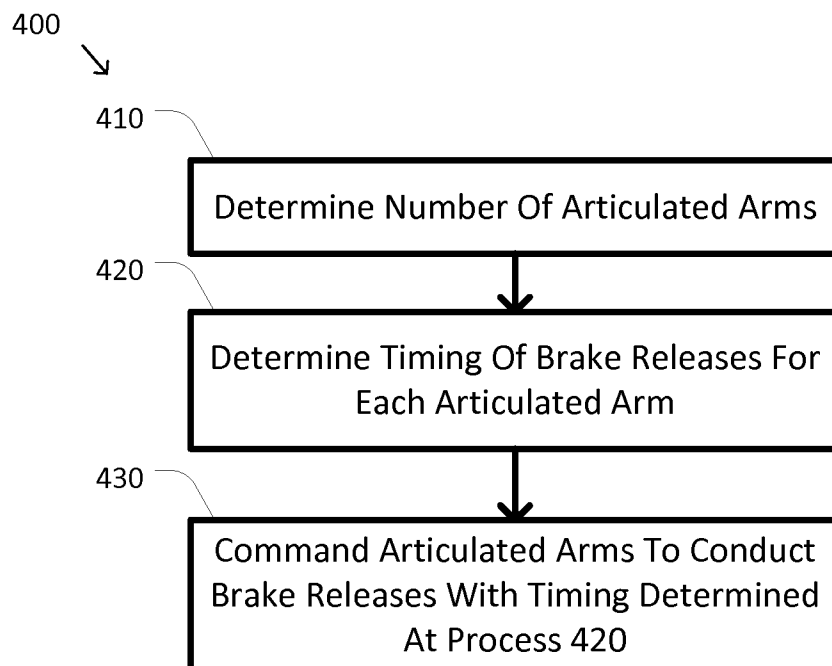 400
410
Determine Number Of Articulated Arms
420
Determine Timing Of Brake Releases For
Each Articulated Arm
430
Command Articulated Arms To Conduct
Brake Releases With Timing Determined
At Process 420